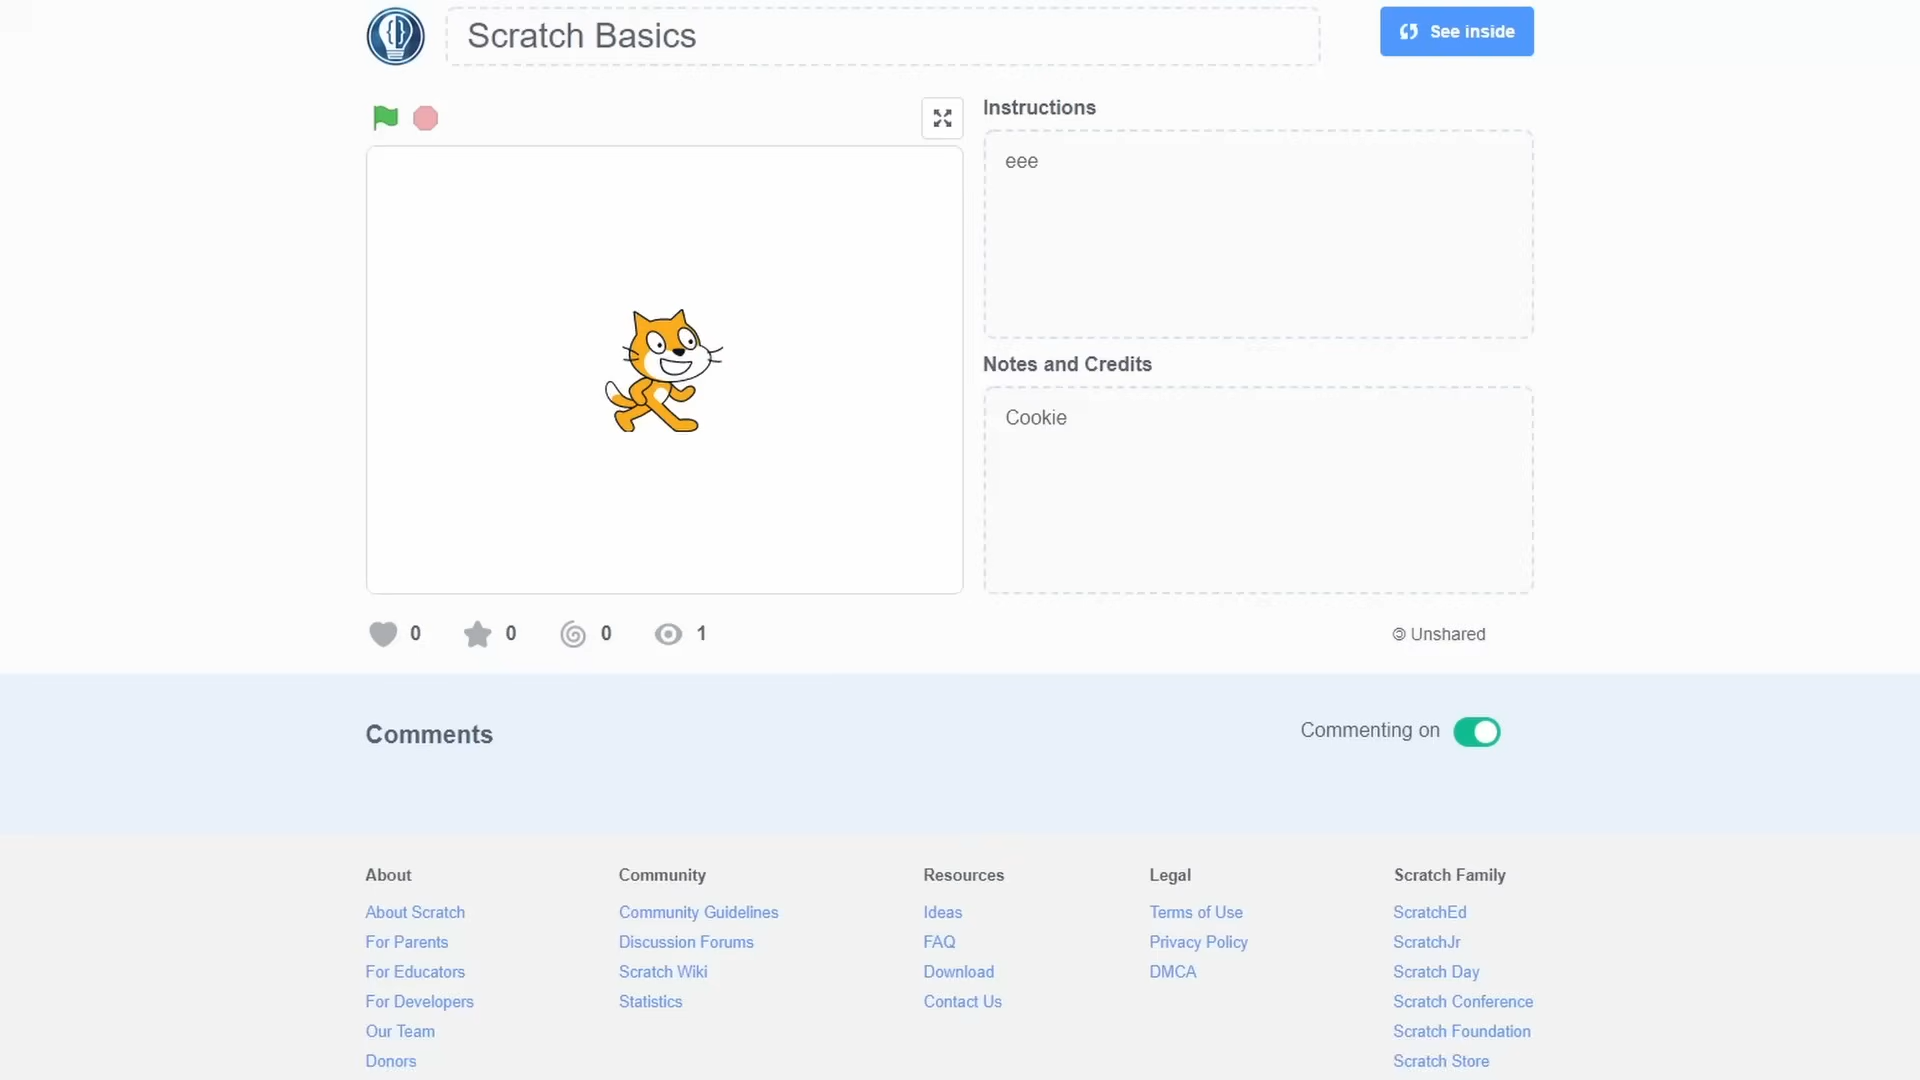 Scratch Basics
See inside
Instructions
eee
Notes and Credits
Cookie
0
0
0
1
Unshared
Comments
Commenting on
About
About Scratch
For Parents
For Educators
For Developers
Our Team
Donors
Community
Community Guidelines
Discussion Forums
Scratch Wiki
Statistics
Resources
Ideas
FAQ
Download
Contact Us
Legal
Terms of Use
Privacy Policy
DMCA
Scratch Family
ScratchEd
ScratchJr
Scratch Day
Scratch Conference
Scratch Foundation
Scratch Store